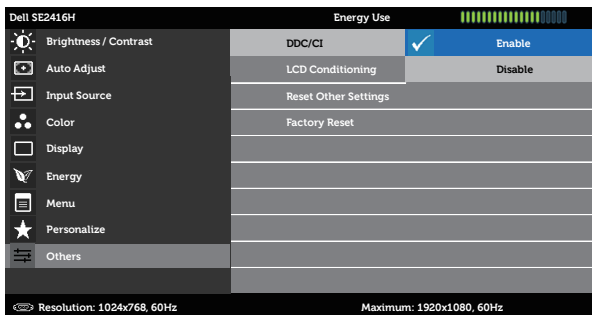 Dell SE2416H Energy Use
Brightness / Contrast DDC/CI Enable
Auto Adjust LCD Conditioning Disable
Input Source Reset Other Settings
Color Factory Reset
Display
Energy
Menu
Personalize
Others
Resolution: 1024x768, 60Hz Maximum: 1920x1080, 60Hz